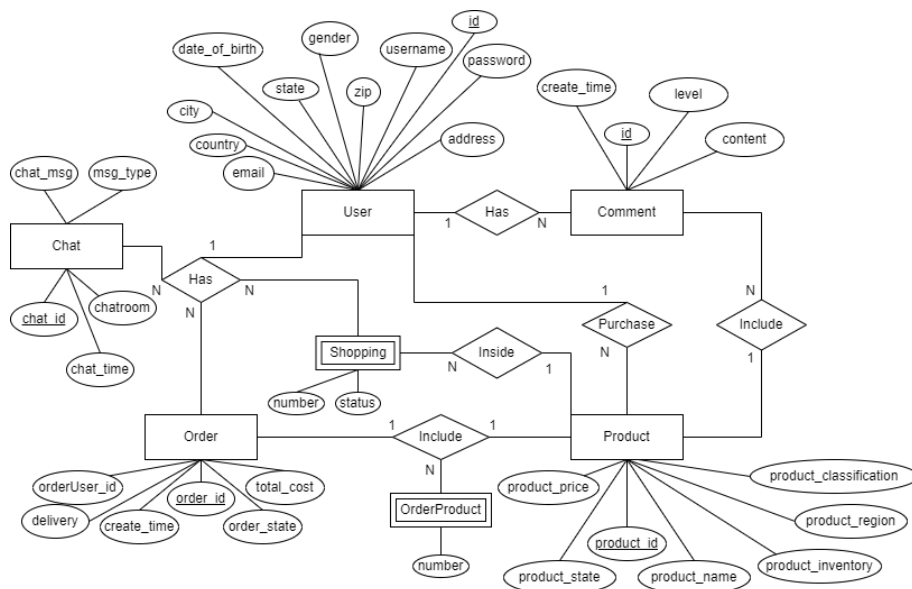 id
gender
username
date_of_birth
password
state
zip
create_time
level
city
id
country
address
content
email
chat_msg
msg_type
User
1
Has
N
Comment
Chat
1
N
Has
N
N
chat_id
chatroom
chat_time
1
Purchase
N
N
Include
1
Shopping
N
Inside
1
number
status
Order
1
Include
1
Product
N
orderUser_id
order_id
total_cost
delivery
create_time
order_state
OrderProduct
number
product_price
product_classification
product_region
product_id
product_inventory
product_state
product_name